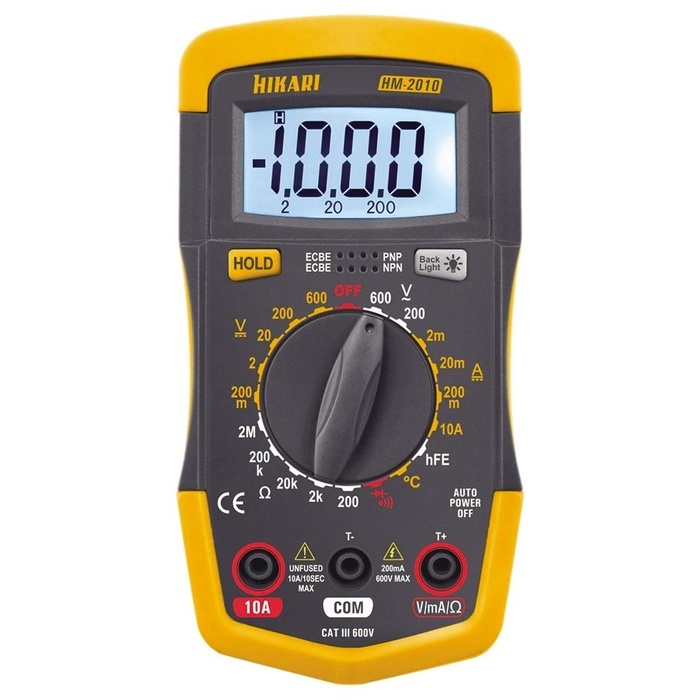 HIKARI HM-2010
H
-1.0.0.0
2 20 200
HOLD
ECBE PNP
ECBE NPN
Back
Light
OFF
600 V~
200
2m
20m A
200
m
10A
hFE
°C
200
2k
20k
Ω
200
k
2M
200
m
2
20
V
200
600
CE
AUTO
POWER
OFF
T-
T+
UNFUSED
10A/10SEC
MAX
200mA
600V MAX
10A
COM
V/mA/Ω
CAT III 600V